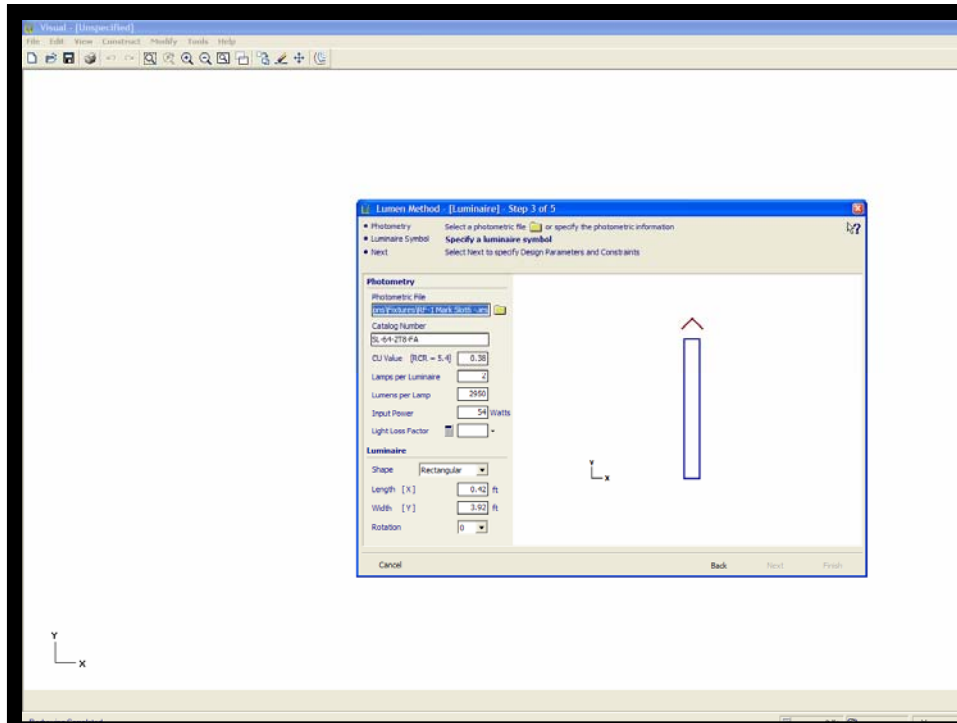 Visual - [Unspecified]
File Edit View Construct Modify Tools Help
Lumen Method - [Luminaire] - Step 3 of 5
• Photometry Select a photometric file or specify the photometric information
• Luminaire Symbol Specify a luminaire symbol
• Next Select Next to specify Design Parameters and Constraints
Photometry
Photometric File
Catalog Number
SL-64-2T8-FA
CU Value [RCR = 5.4] 0.38
Lamps per Luminaire 2
Lumens per Lamp 2950
Input Power 54 Watts
Light Loss Factor
Luminaire
Shape Rectangular
Length [X] 0.42 ft
Width [Y] 3.92 ft
Rotation 0
Y
X
Cancel Back Next Finish
Y
X